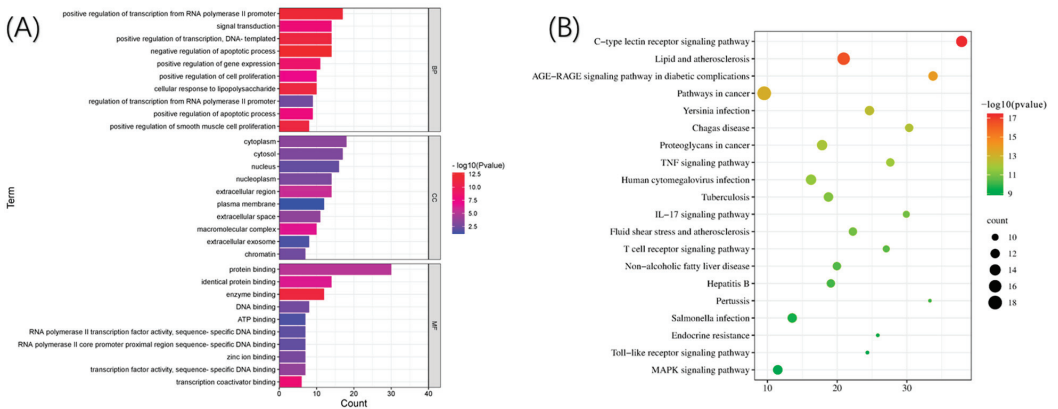 (A)
Term
positive regulation of transcription from RNA polymerase II promoter
signal transduction
positive regulation of transcription, DNA- templated
negative regulation of apoptotic process
positive regulation of gene expression
positive regulation of cell proliferation
cellular response to lipopolysaccharide
regulation of transcription from RNA polymerase II promoter
positive regulation of apoptotic process
positive regulation of smooth muscle cell proliferation
BP
cytoplasm
cytosol
nucleus
nucleoplasm
extracellular region
plasma membrane
extracellular space
macromolecular complex
extracellular exosome
chromatin
CC
protein binding
identical protein binding
enzyme binding
DNA binding
ATP binding
RNA polymerase II transcription factor activity, sequence- specific DNA binding
RNA polymerase II core promoter proximal region sequence- specific DNA binding
zinc ion binding
transcription factor activity, sequence- specific DNA binding
transcription coactivator binding
MF
0 10 20 30 40
Count
- log10(Pvalue)
12.5
10.0
7.5
5.0
2.5
(B)
C-type lectin receptor signaling pathway
Lipid and atherosclerosis
AGE-RAGE signaling pathway in diabetic complications
Pathways in cancer
Yersinia infection
Chagas disease
Proteoglycans in cancer
TNF signaling pathway
Human cytomegalovirus infection
Tuberculosis
IL-17 signaling pathway
Fluid shear stress and atherosclerosis
T cell receptor signaling pathway
Non-alcoholic fatty liver disease
Hepatitis B
Pertussis
Salmonella infection
Endocrine resistance
Toll-like receptor signaling pathway
MAPK signaling pathway
10 20 30
-log10(pvalue)
17
15
13
11
9
count
10
12
14
16
18